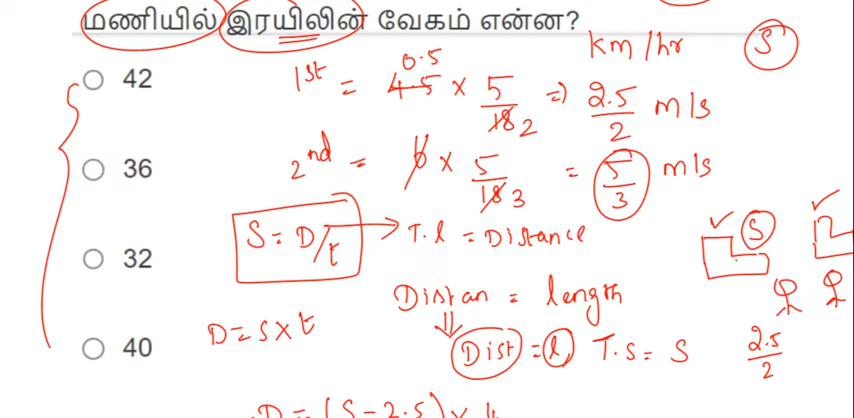 மணியில் இரயிலின் வேகம் என்ன?
km/hr S
42
1st = 4.5 0.5 × 5/18 2 => 2.5/2 m/s
36
2nd = 6 × 5/18 3 = 5/3 m/s
S = D/t → T.l = Distance
S
32
Distan = length
D = S x t
40
Dist = l T.S = S 2.5/2
D = (S - 2.5) x 4